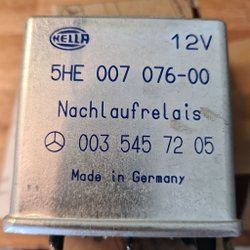 HELLA 12V
5HE 007 076-00
Nachlaufrelais
003 545 72 05
Made in Germany